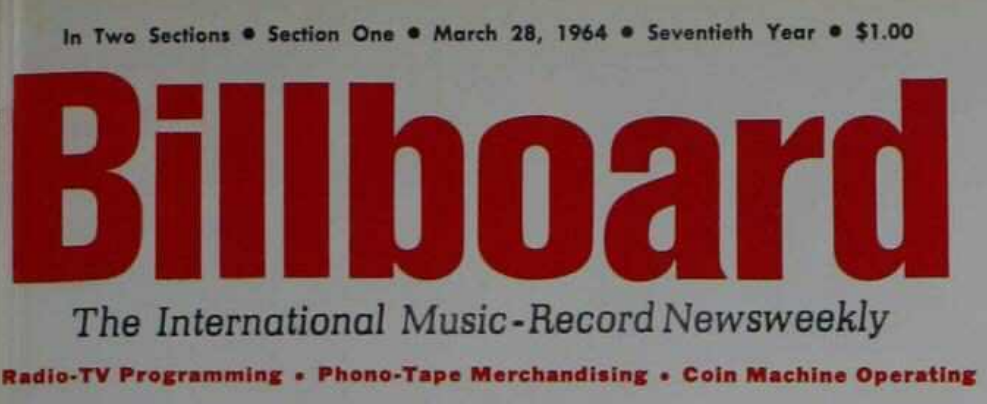 In Two Sections • Section One • March 28, 1964 • Seventieth Year • $1.00
Billboard
The International Music-Record Newsweekly
Radio-TV Programming • Phono-Tape Merchandising • Coin Machine Operating